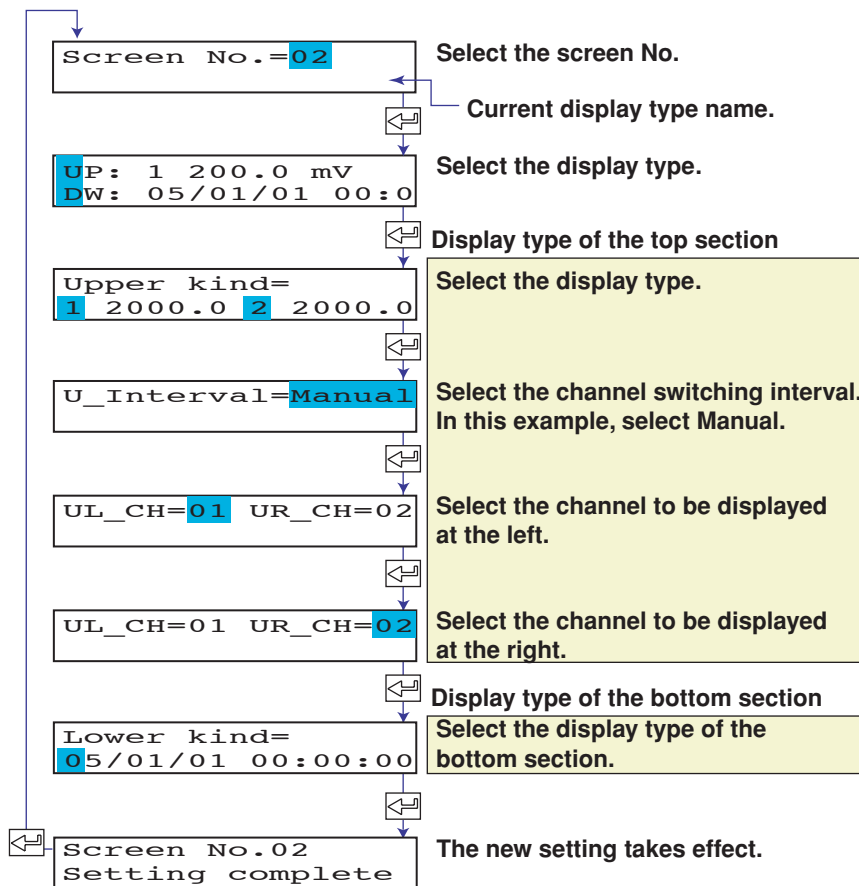 Screen No.=02
Select the screen No.
Current display type name.
UP: 1 200.0 mV
DW: 05/01/01 00:0
Select the display type.
Display type of the top section
Upper kind=
1 2000.0 2 2000.0
Select the display type.
U_Interval=Manual
Select the channel switching interval.
In this example, select Manual.
UL_CH=01 UR_CH=02
Select the channel to be displayed
at the left.
UL_CH=01 UR_CH=02
Select the channel to be displayed
at the right.
Display type of the bottom section
Lower kind=
05/01/01 00:00:00
Select the display type of the
bottom section.
Screen No.02
Setting complete
The new setting takes effect.